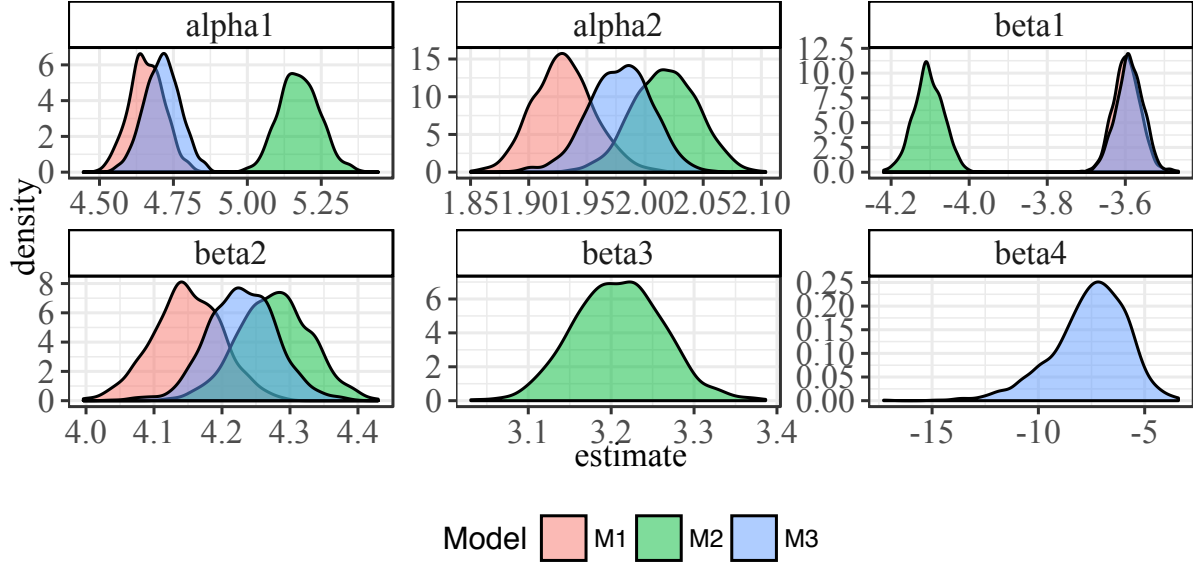 alpha1
alpha2
beta1
6
4
2
0
15
10
5
0
12.5
10.0
7.5
5.0
2.5
0.0
4.50 4.75 5.00 5.25
1.85 1.90 1.95 2.00 2.05 2.10
-4.2 -4.0 -3.8 -3.6
density
beta2
beta3
beta4
8
6
4
2
0
6
4
2
0
0.25
0.20
0.15
0.10
0.05
0.00
4.0 4.1 4.2 4.3 4.4
3.1 3.2 3.3 3.4
-15 -10 -5
estimate
Model M1 M2 M3